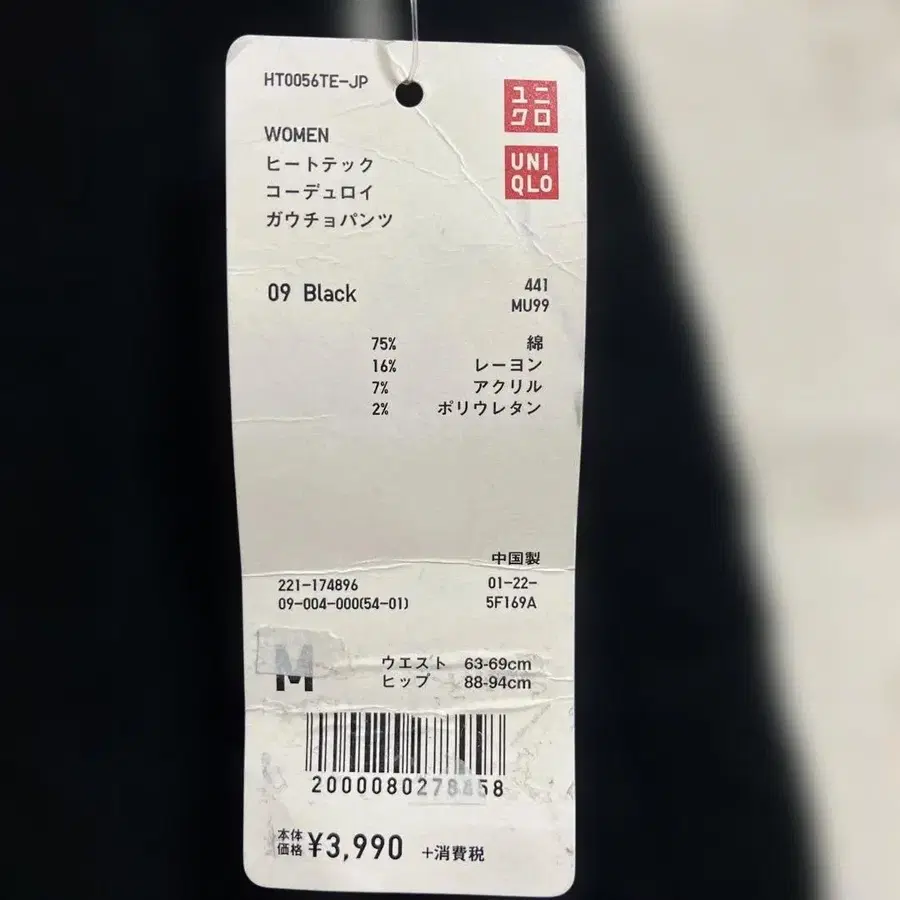 HT0056TE-JP
ユニ
クロ
UNI
QLO
WOMEN
ヒートテック
コーデュロイ
ガウチョパンツ
09 Black
441
MU99
75% 綿
16% レーヨン
7% アクリル
2% ポリウレタン
中国製
221-174896 01-22-
09-004-000(54-01) 5F169A
M
ウエスト 63-69cm
ヒップ 88-94cm
2000080278458
本体
価格 ¥3,990 +消費税